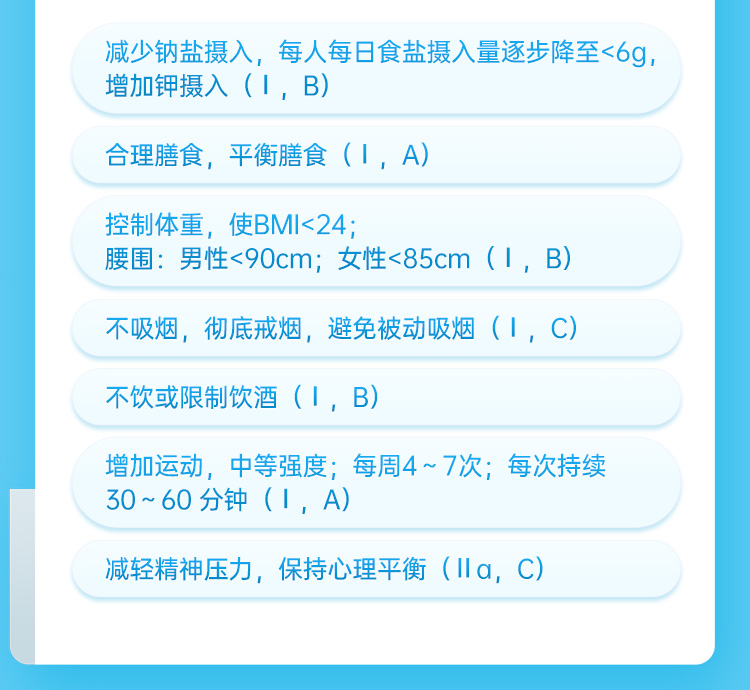 减少钠盐摄入，每人每日食盐摄入量逐步降至<6g，
增加钾摄入（Ⅰ，B）
合理膳食，平衡膳食（Ⅰ，A）
控制体重，使BMI<24；
腰围：男性<90cm；女性<85cm（Ⅰ，B）
不吸烟，彻底戒烟，避免被动吸烟（Ⅰ，C）
不饮或限制饮酒（Ⅰ，B）
增加运动，中等强度；每周4～7次；每次持续
30～60 分钟（Ⅰ，A）
减轻精神压力，保持心理平衡（Ⅱa，C）